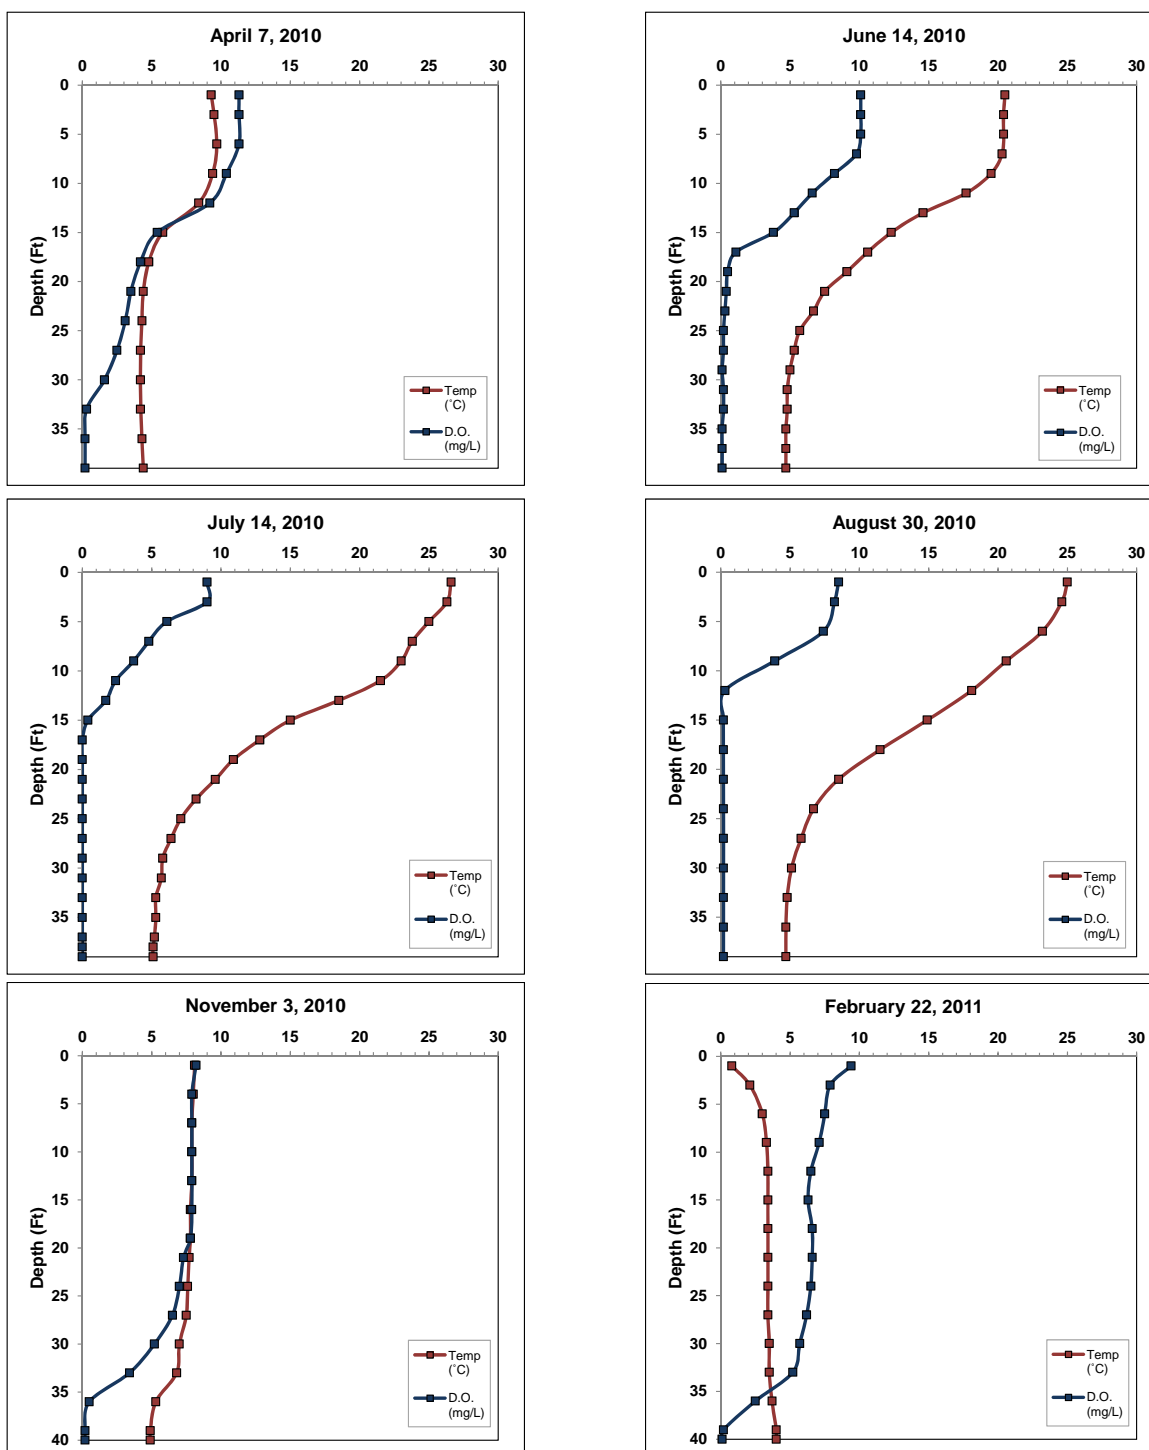 April 7, 2010
0 5 10 15 20 25 30
0
5
10
15
20
25
30
35
Depth (Ft)
Temp
(˚C)
D.O.
(mg/L)
June 14, 2010
0 5 10 15 20 25 30
0
5
10
15
20
25
30
35
Depth (Ft)
Temp
(˚C)
D.O.
(mg/L)
July 14, 2010
0 5 10 15 20 25 30
0
5
10
15
20
25
30
35
Depth (Ft)
Temp
(˚C)
D.O.
(mg/L)
August 30, 2010
0 5 10 15 20 25 30
0
5
10
15
20
25
30
35
Depth (Ft)
Temp
(˚C)
D.O.
(mg/L)
November 3, 2010
0 5 10 15 20 25 30
0
5
10
15
20
25
30
35
40
Depth (Ft)
Temp
(˚C)
D.O.
(mg/L)
February 22, 2011
0 5 10 15 20 25 30
0
5
10
15
20
25
30
35
40
Depth (Ft)
Temp
(˚C)
D.O.
(mg/L)